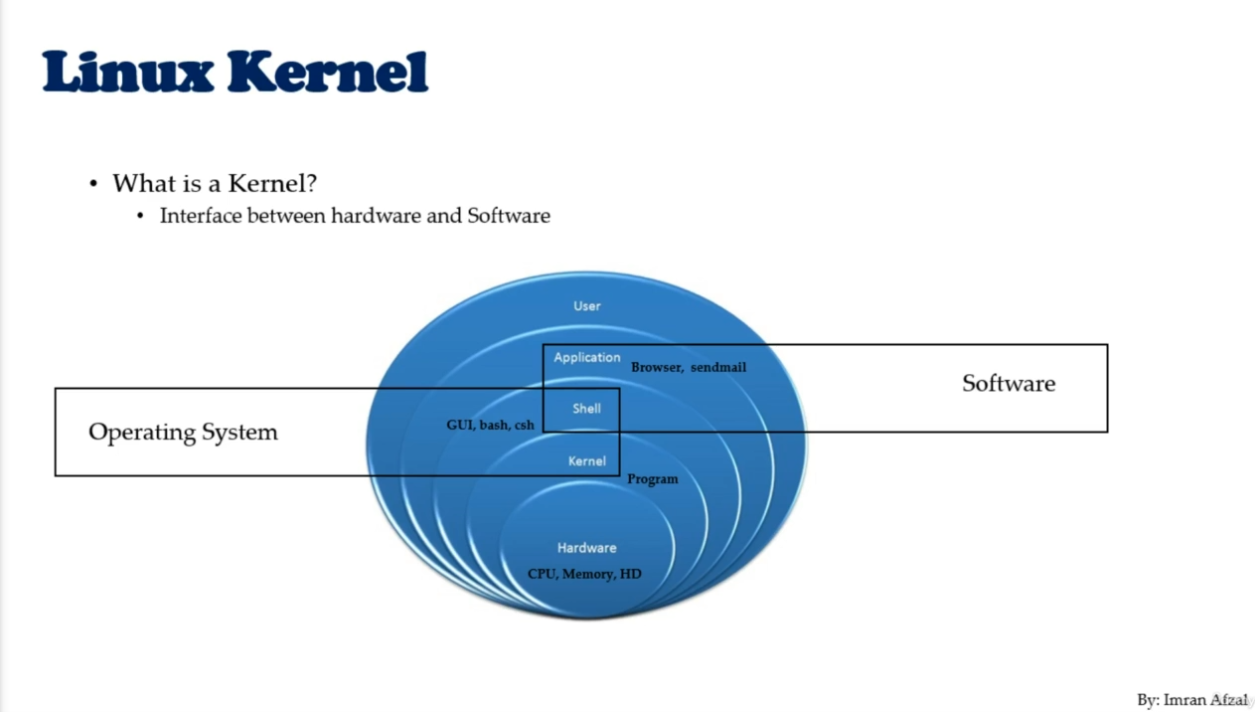 Linux Kernel
• What is a Kernel?
• Interface between hardware and Software
User
Application
Browser, sendmail
Software
Shell
GUI, bash, csh
Operating System
Kernel
Program
Hardware
CPU, Memory, HD
By: Imran Afzal